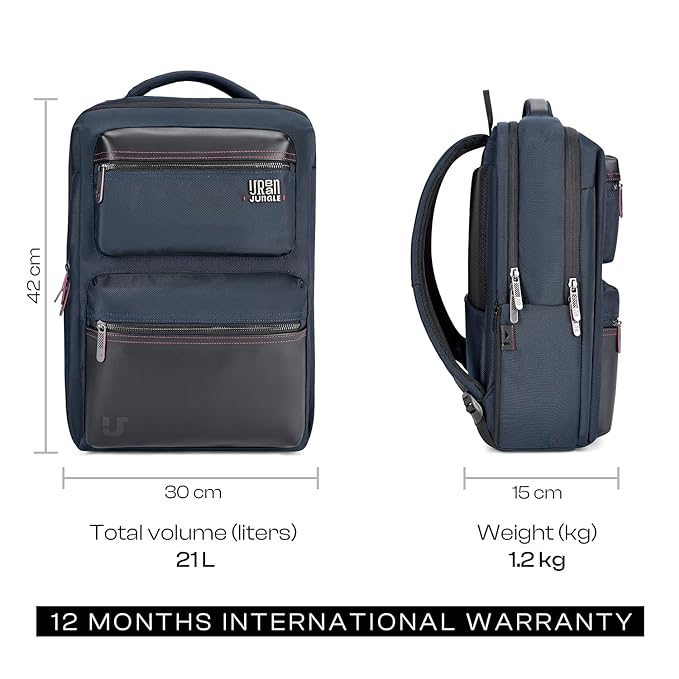 URBAN
JUNGLE
42 cm
30 cm
15 cm
Total volume (liters)
21 L
Weight (kg)
1.2 kg
12 MONTHS INTERNATIONAL WARRANTY